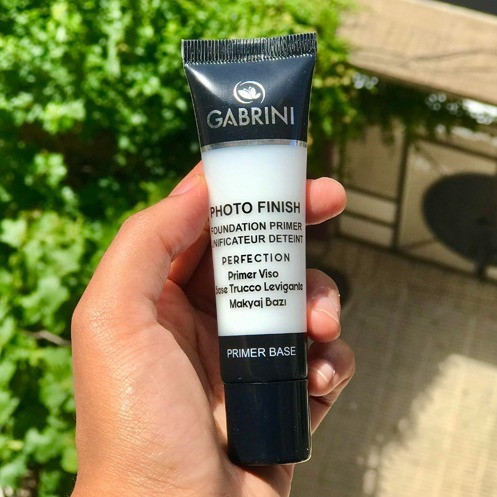 GABRINI
PHOTO FINISH
FOUNDATION PRIMER
UNIFICATEUR DETEINT
PERFECTION
Primer Viso
Base Trucco Levigante
Makyaj Bazı
PRIMER BASE